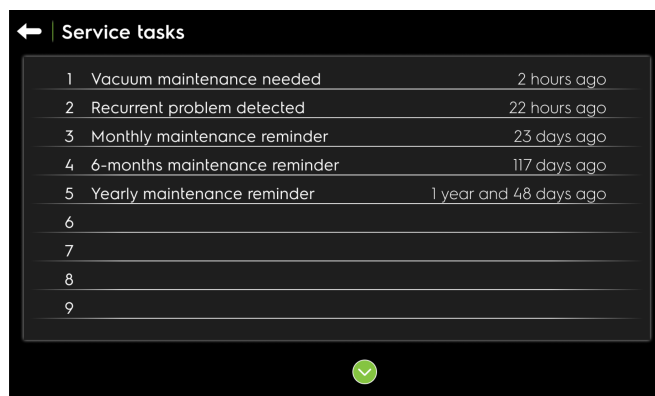 Service tasks
1 Vacuum maintenance needed 2 hours ago
2 Recurrent problem detected 22 hours ago
3 Monthly maintenance reminder 23 days ago
4 6-months maintenance reminder 117 days ago
5 Yearly maintenance reminder 1 year and 48 days ago
6
7
8
9